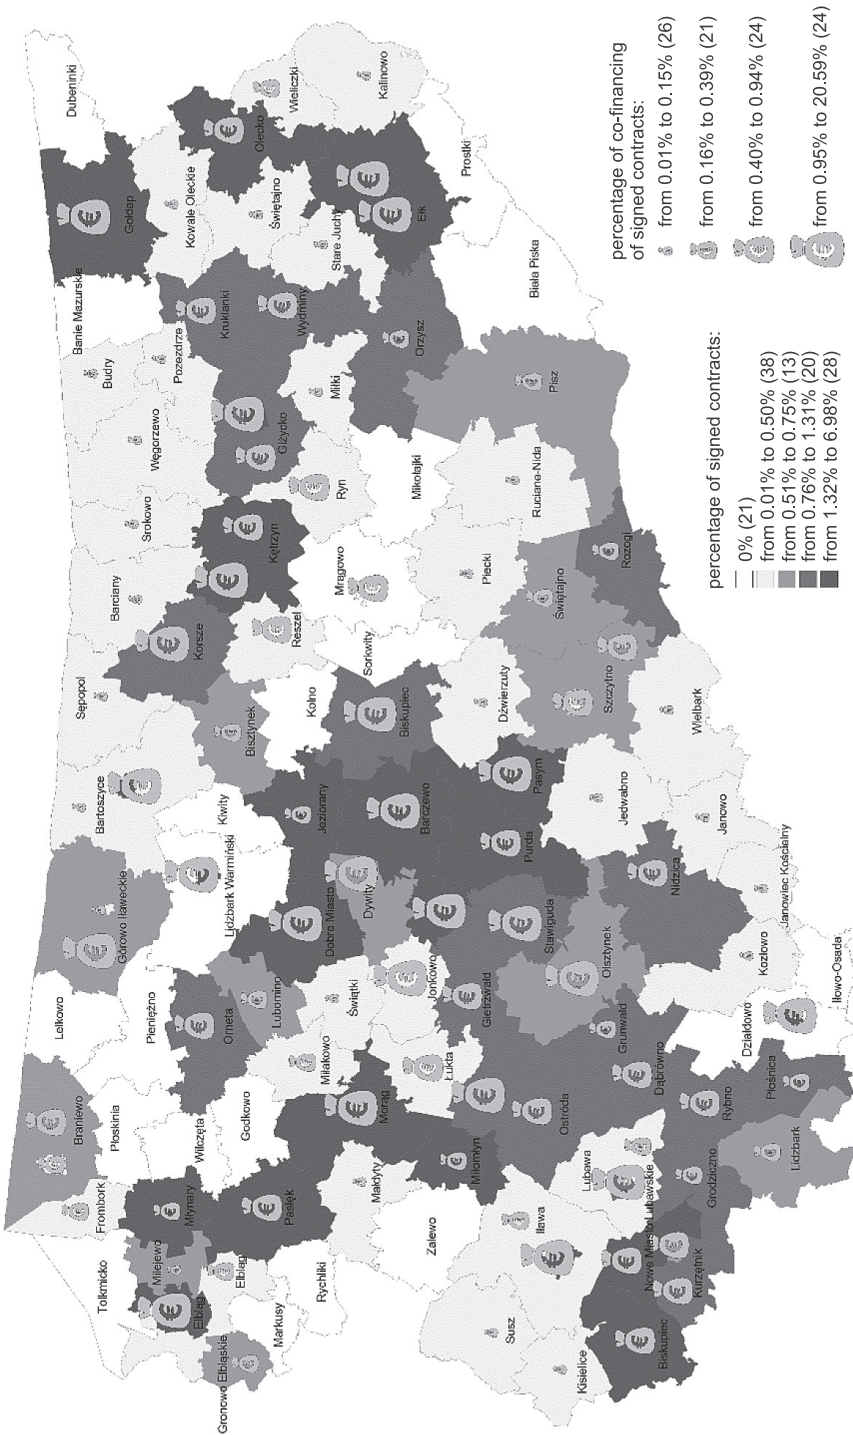 Dubeninki
Gołdap
Banie Mazurskie
Kowale Oleckie
Olecko
Wieliczki
Kalinowo
Świętajno
Stare Juchy
Ełk
Prostki
Biała Piska
Budry
Pozezdrze
Kruklanki
Wydminy
Orzysz
Pisz
Węgorzewo
Giżycko
Miłki
Ryn
Mikołajki
Ruciane-Nida
Srokowo
Kętrzyn
Mrągowo
Piecki
Rozogi
Barciany
Korsze
Reszel
Sorkwity
Świętajno
Szczytno
Sępopol
Bisztynek
Kolno
Biskupiec
Dźwierzuty
Wielbark
Bartoszyce
Kiwity
Jeziorany
Barczewo
Pasym
Jedwabno
Janowo
Górowo Iławeckie
Lidzbark Warmiński
Dobre Miasto
Dywity
Purda
Nidzica
Janowiec Kościelny
Stawiguda
Olsztynek
Kozłowo
Iłowo-Osada
Lelkowo
Pieniężno
Orneta
Lubomino
Świątki
Jonkowo
Gietrzwald
Grunwald
Działdowo
Braniewo
Płoskinia
Wilczęta
Godkowo
Miłakowo
Łukta
Morąg
Ostróda
Dąbrówno
Rybno
Płośnica
Lidzbark
Frombork
Młynary
Pasłęk
Małdyty
Miłomłyn
Lubawa
Grodziczno
Tolkmicko
Milejewo
Elbląg
Elbląg
Rychliki
Zalewo
Iława
Nowe Miasto Lubawskie
Kurzętnik
Gronowo Elbląskie
Markusy
Susz
Kisielice
Biskupiec
percentage of signed contracts:
0% (21)
from 0.01% to 0.50% (38)
from 0.51% to 0.75% (13)
from 0.76% to 1.31% (20)
from 1.32% to 6.98% (28)
percentage of co-financing
of signed contracts:
from 0.01% to 0.15% (26)
from 0.16% to 0.39% (21)
from 0.40% to 0.94% (24)
from 0.95% to 20.59% (24)